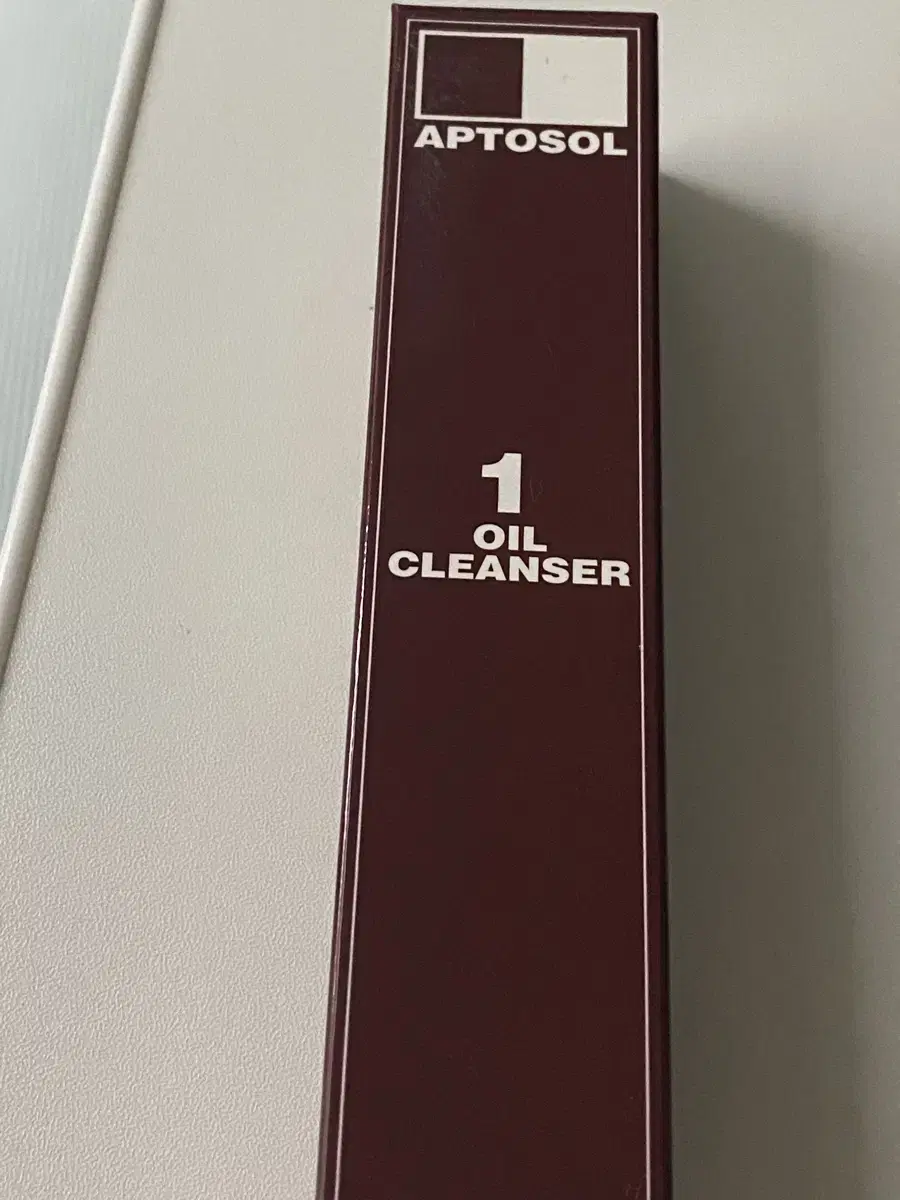 APTOSOL
1
OIL
CLEANSER